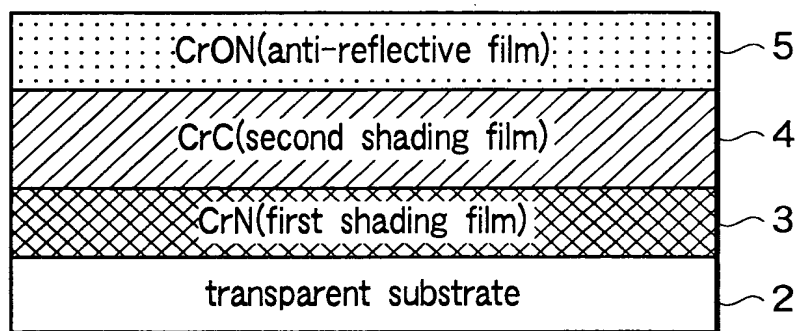 CrON(anti-reflective film) 5
CrC(second shading film) 4
CrN(first shading film) 3
transparent substrate 2